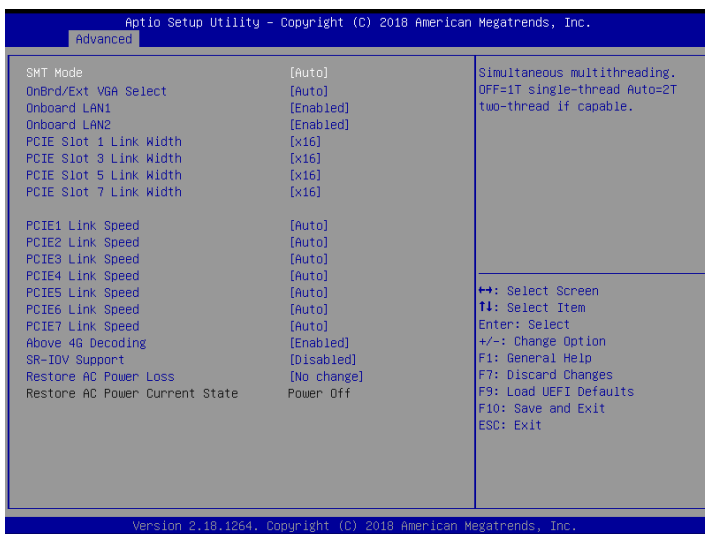 Aptio Setup Utility – Copyright (C) 2018 American Megatrends, Inc.
Advanced
SMT Mode [Auto]
OnBrd/Ext VGA Select [Auto]
Onboard LAN1 [Enabled]
Onboard LAN2 [Enabled]
PCIE Slot 1 Link Width [x16]
PCIE Slot 3 Link Width [x16]
PCIE Slot 5 Link Width [x16]
PCIE Slot 7 Link Width [x16]
PCIE1 Link Speed [Auto]
PCIE2 Link Speed [Auto]
PCIE3 Link Speed [Auto]
PCIE4 Link Speed [Auto]
PCIE5 Link Speed [Auto]
PCIE6 Link Speed [Auto]
PCIE7 Link Speed [Auto]
Above 4G Decoding [Enabled]
SR-IOV Support [Disabled]
Restore AC Power Loss [No change]
Restore AC Power Current State Power Off
Simultaneous multithreading.
OFF=1T single-thread Auto=2T
two-thread if capable.
↔: Select Screen
↑↓: Select Item
Enter: Select
+/-: Change Option
F1: General Help
F7: Discard Changes
F9: Load UEFI Defaults
F10: Save and Exit
ESC: Exit
Version 2.18.1264. Copyright (C) 2018 American Megatrends, Inc.